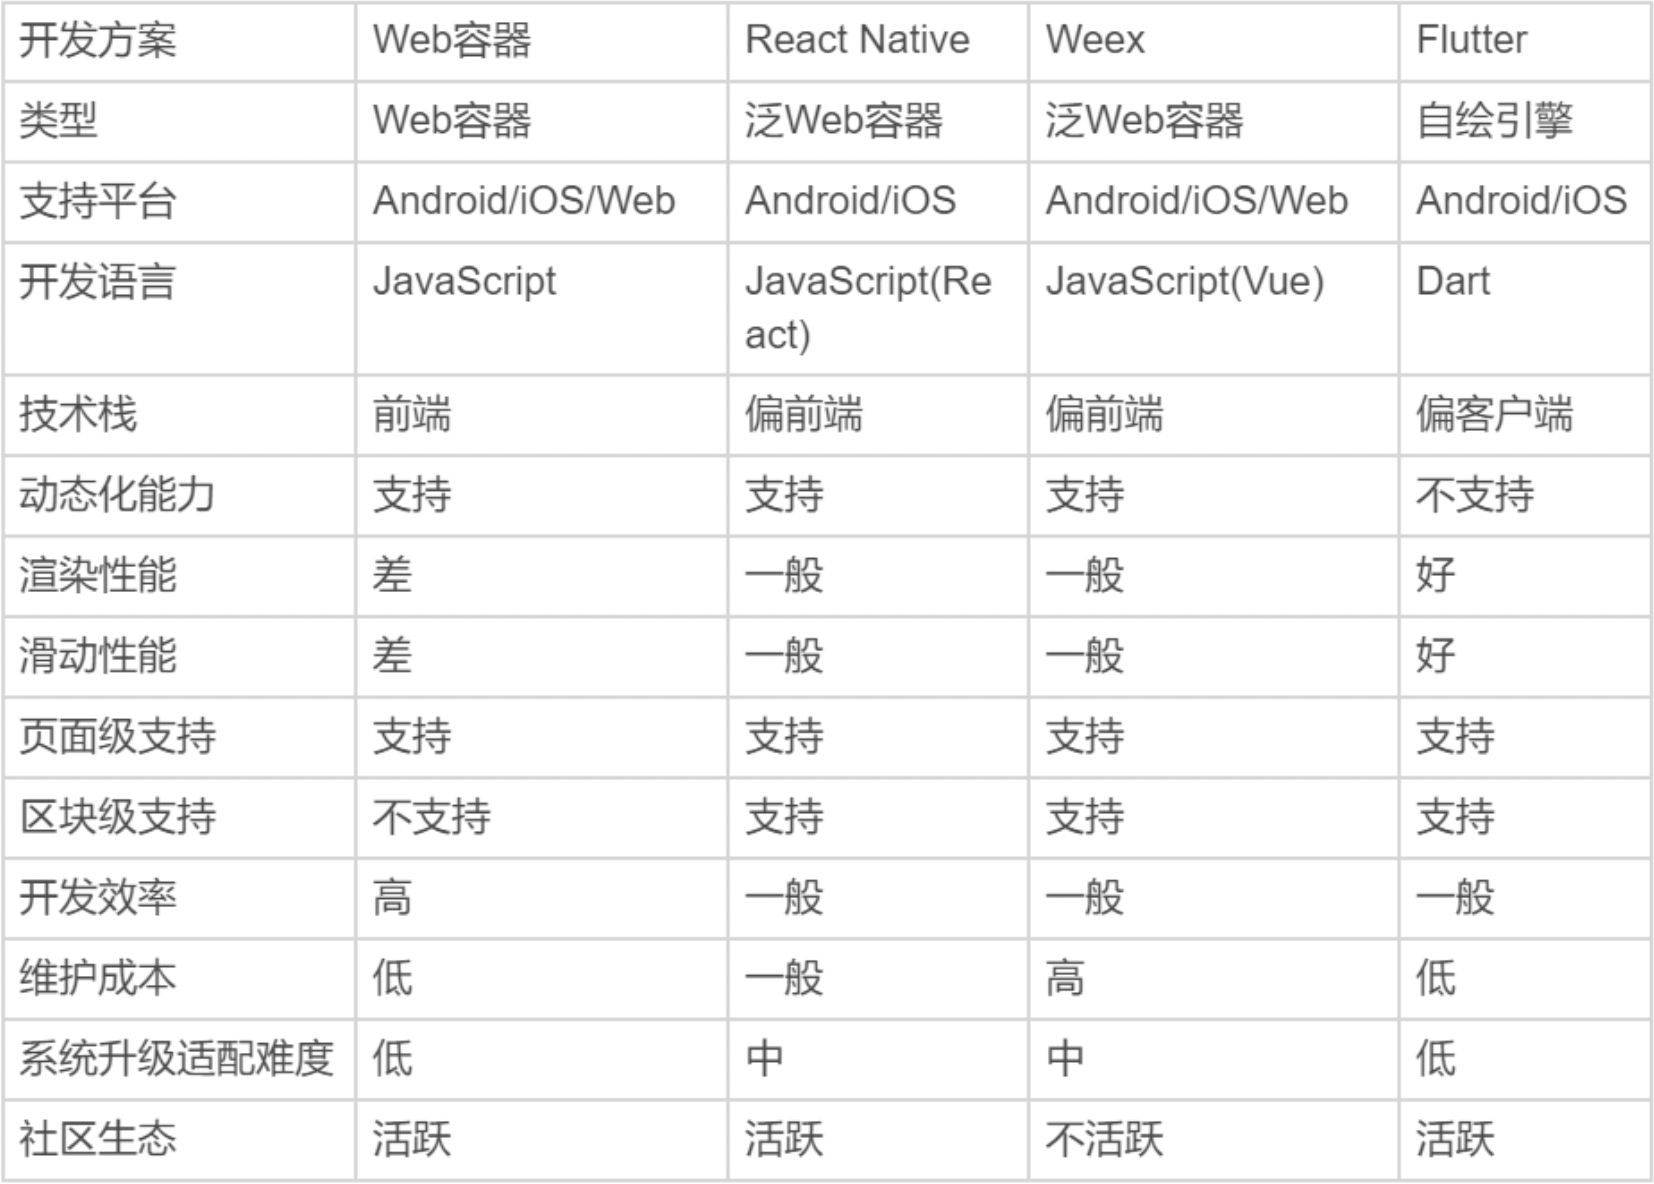 开发方案 Web容器 React Native Weex Flutter
类型 Web容器 泛Web容器 泛Web容器 自绘引擎
支持平台 Android/iOS/Web Android/iOS Android/iOS/Web Android/iOS
开发语言 JavaScript JavaScript(Re JavaScript(Vue) Dart
act)
技术栈 前端 偏前端 偏前端 偏客户端
动态化能力 支持 支持 支持 不支持
渲染性能 差 一般 一般 好
滑动性能 差 一般 一般 好
页面级支持 支持 支持 支持 支持
区块级支持 不支持 支持 支持 支持
开发效率 高 一般 一般 一般
维护成本 低 一般 高 低
系统升级适配难度 低 中 中 低
社区生态 活跃 活跃 不活跃 活跃